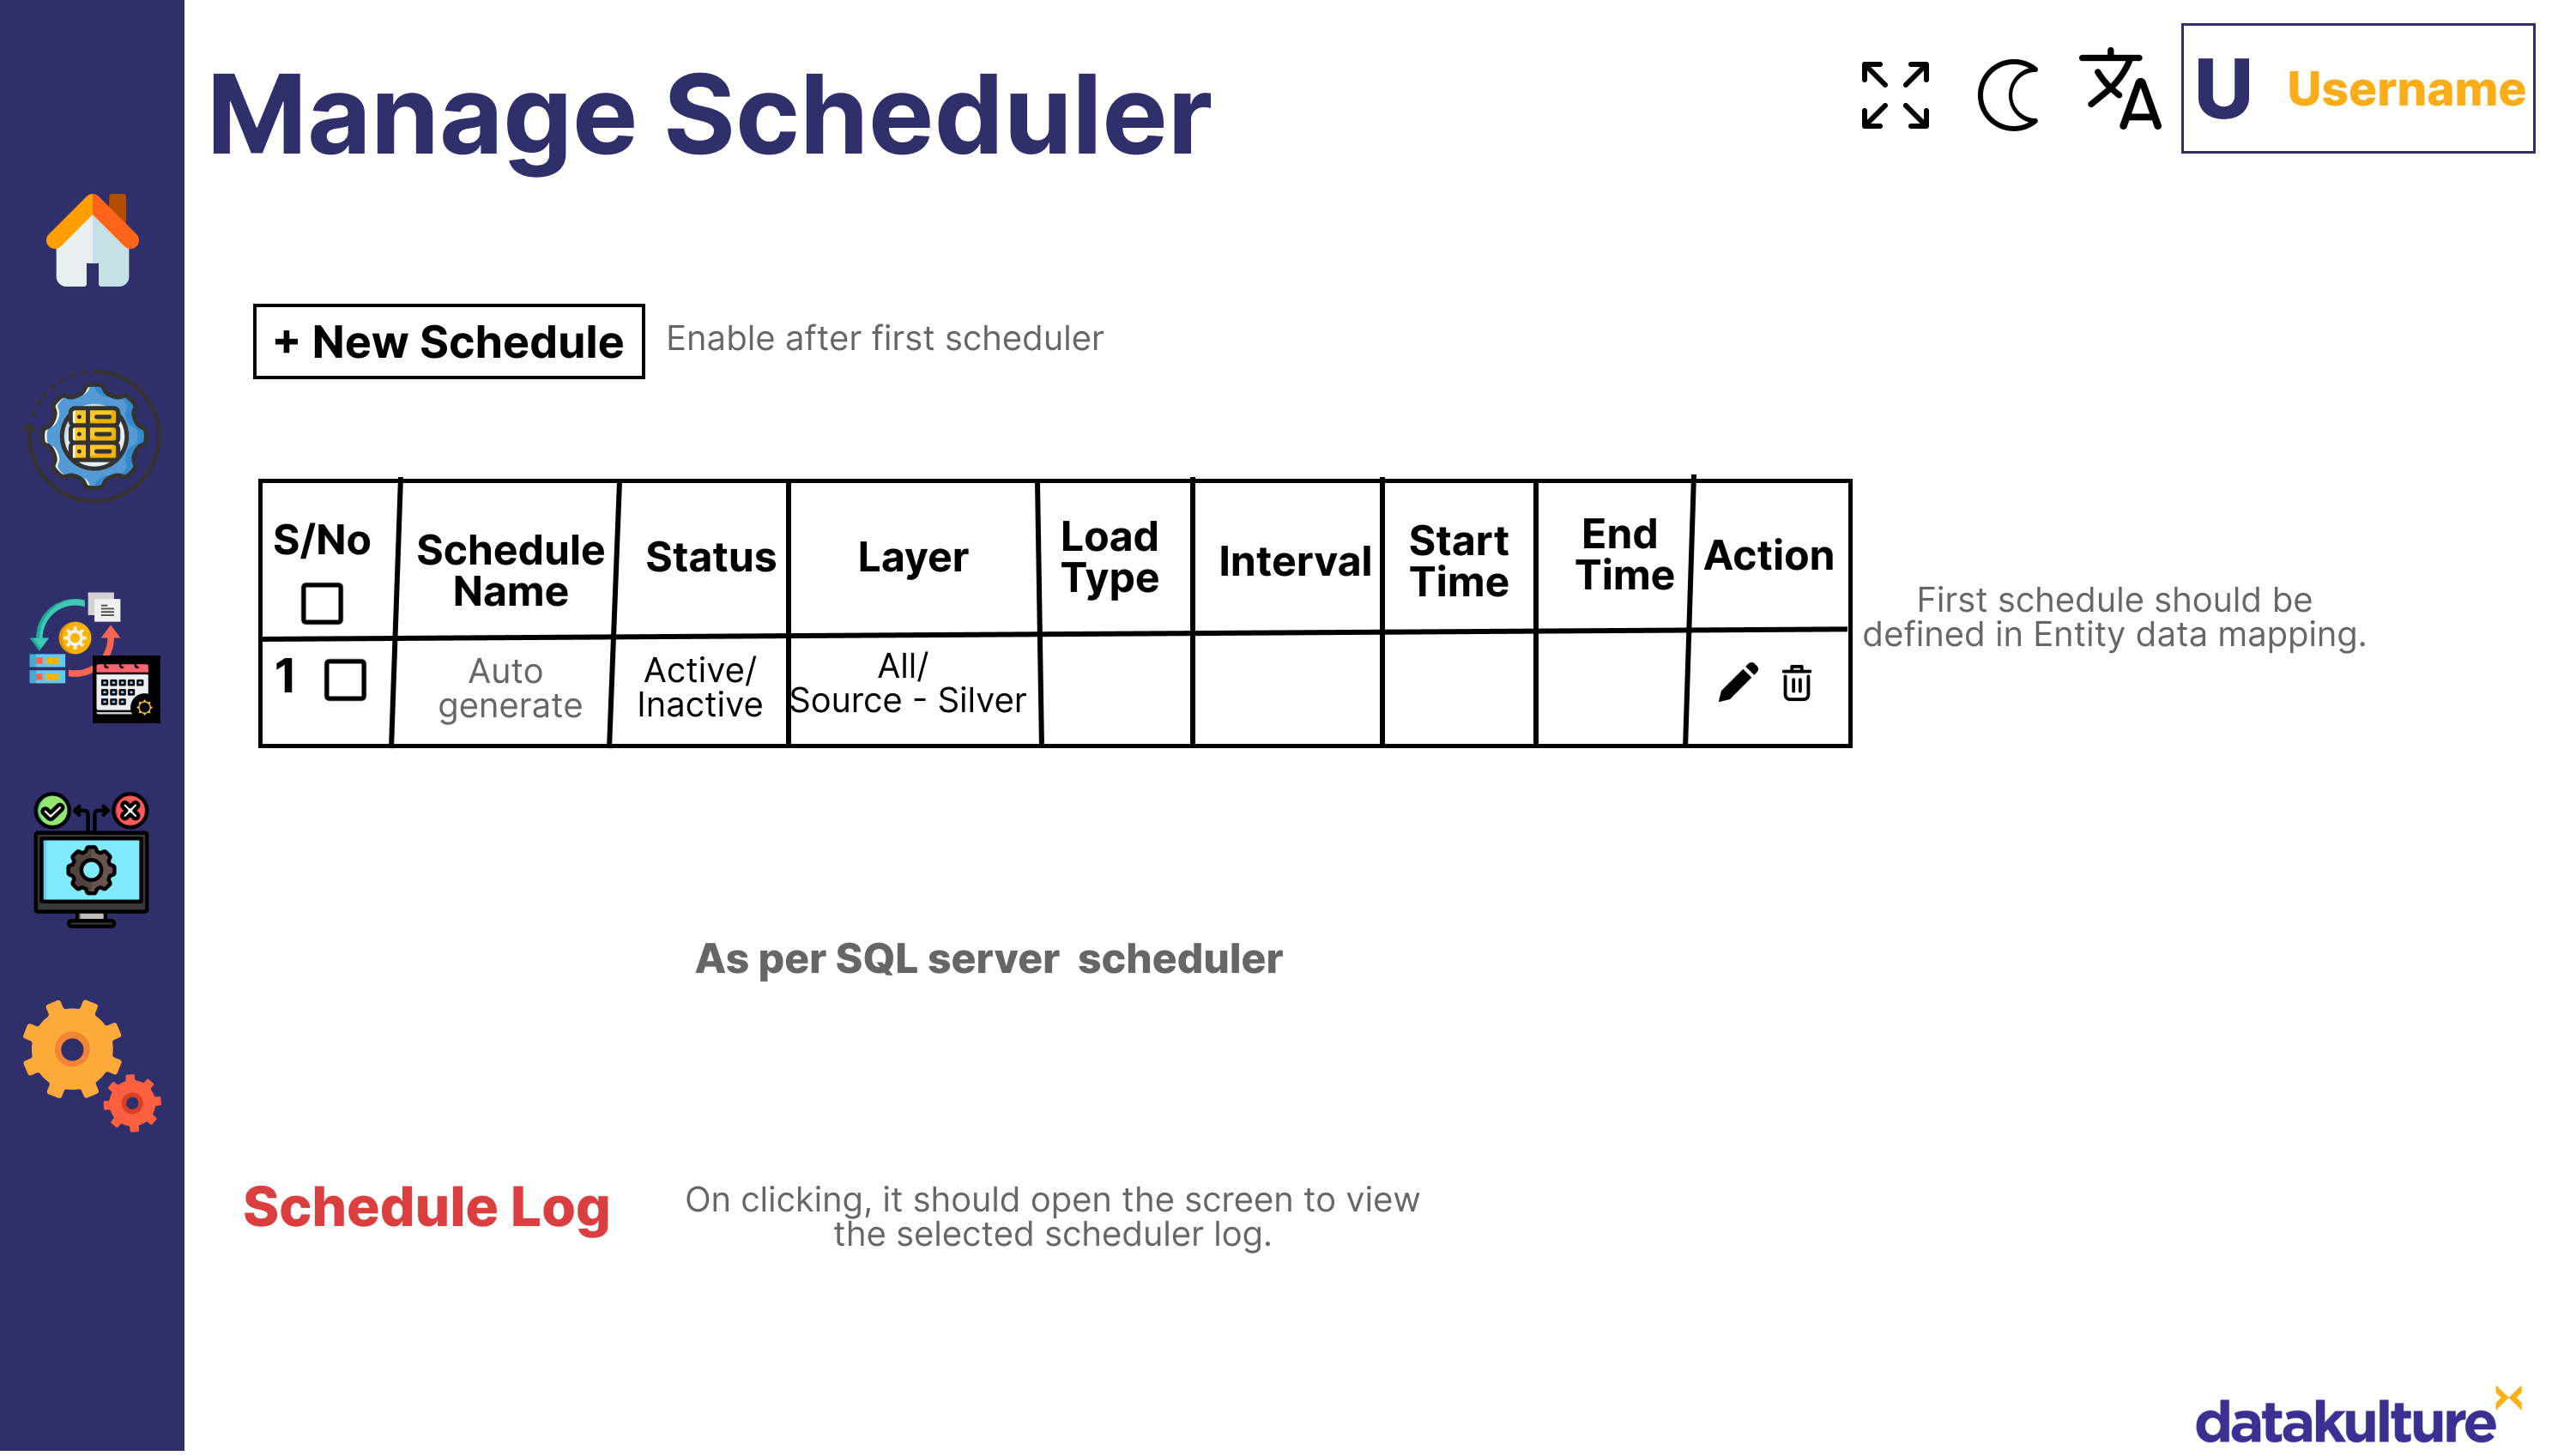 Manage Scheduler
U Username
+ New Schedule
Enable after first scheduler
S/No
Schedule
Name
Status
Layer
Load
Type
Interval
Start
Time
End
Time
Action
1
Auto
generate
Active/
Inactive
All/
Source - Silver
First schedule should be
defined in Entity data mapping.
As per SQL server scheduler
Schedule Log
On clicking, it should open the screen to view
the selected scheduler log.
datakulture